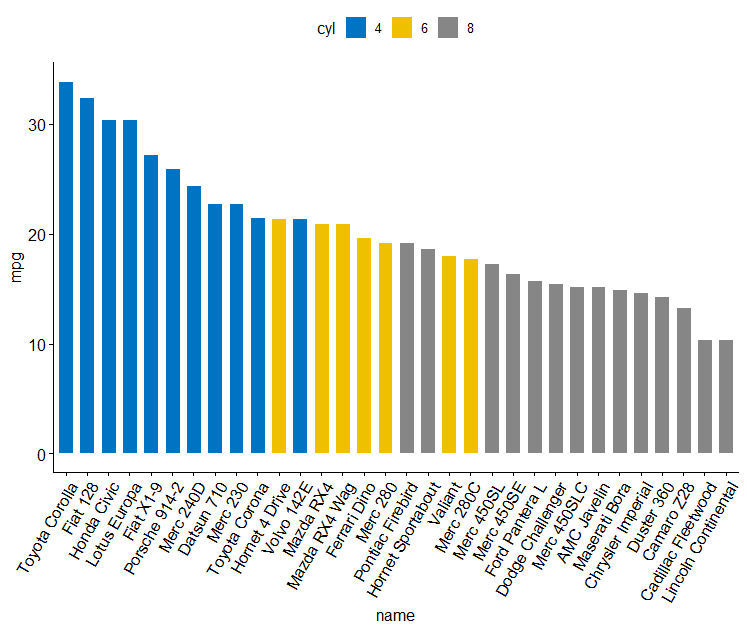 cyl 4 6 8
mpg
30
20
10
0
Toyota Corolla
Fiat 128
Honda Civic
Lotus Europa
Fiat X1-9
Porsche 914-2
Merc 240D
Datsun 710
Merc 230
Toyota Corona
Hornet 4 Drive
Volvo 142E
Mazda RX4
Mazda RX4 Wag
Ferrari Dino
Merc 280
Pontiac Firebird
Hornet Sportabout
Valiant
Merc 280C
Merc 450SL
Merc 450SE
Ford Pantera L
Dodge Challenger
Merc 450SLC
AMC Javelin
Maserati Bora
Chrysler Imperial
Duster 360
Camaro Z28
Cadillac Fleetwood
Lincoln Continental
name